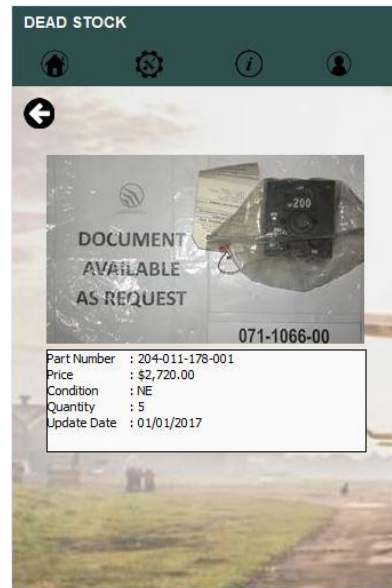 DEAD STOCK
DOCUMENT
AVAILABLE
AS REQUEST
-200
071-1066-00
Part Number : 204-011-178-001
Price : $2,720.00
Condition : NE
Quantity : 5
Update Date : 01/01/2017